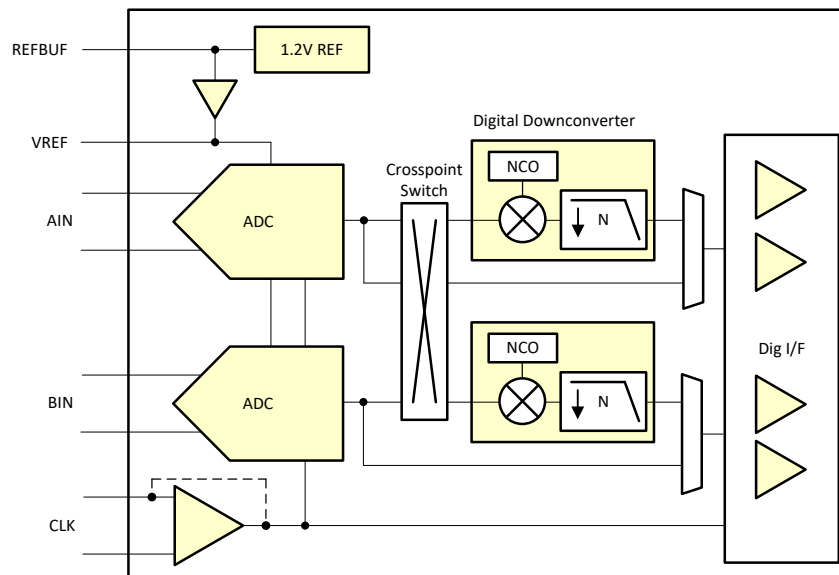 REFBUF
1.2V REF
VREF
Digital Downconverter
Crosspoint
Switch
NCO
AIN
ADC
N
NCO
Dig I/F
BIN
ADC
N
CLK